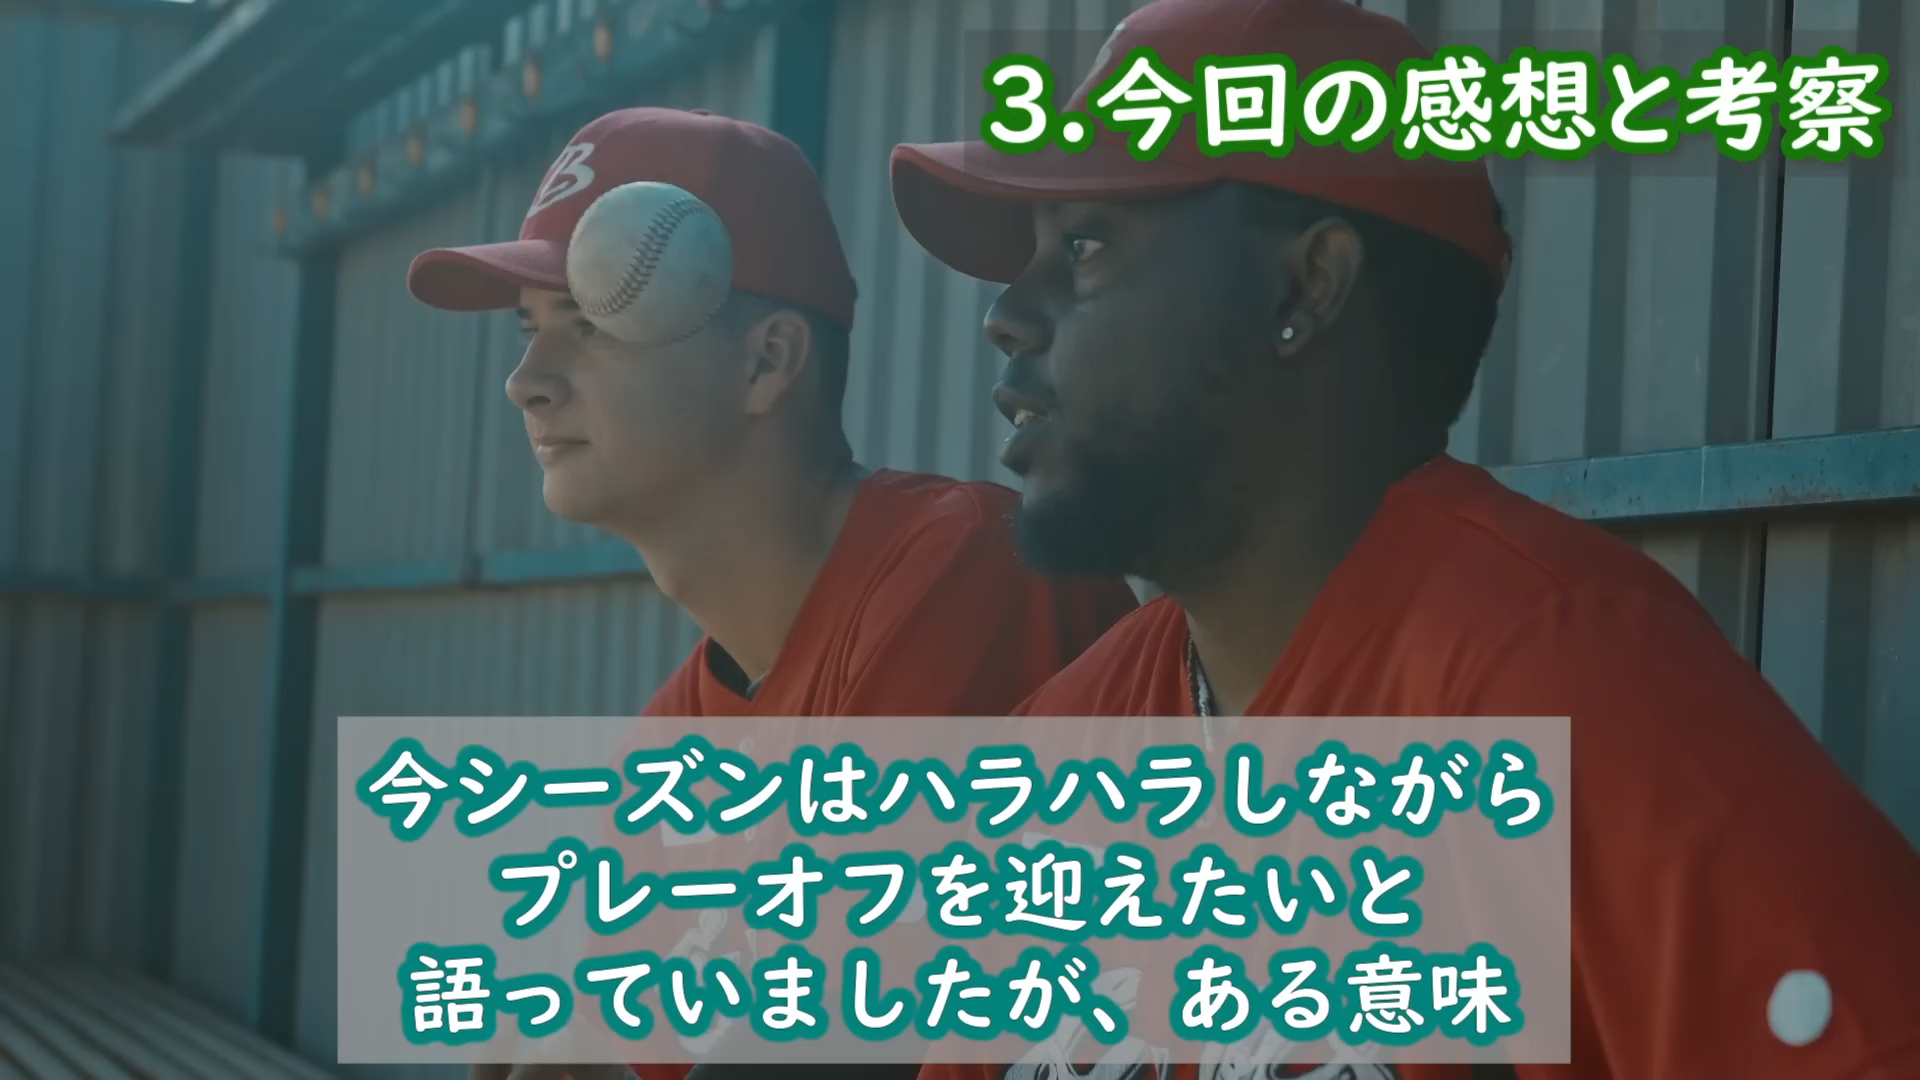 3.今回の感想と考察
B
今シーズンはハラハラしながら
プレーオフを迎えたいと
語っていましたが、ある意味